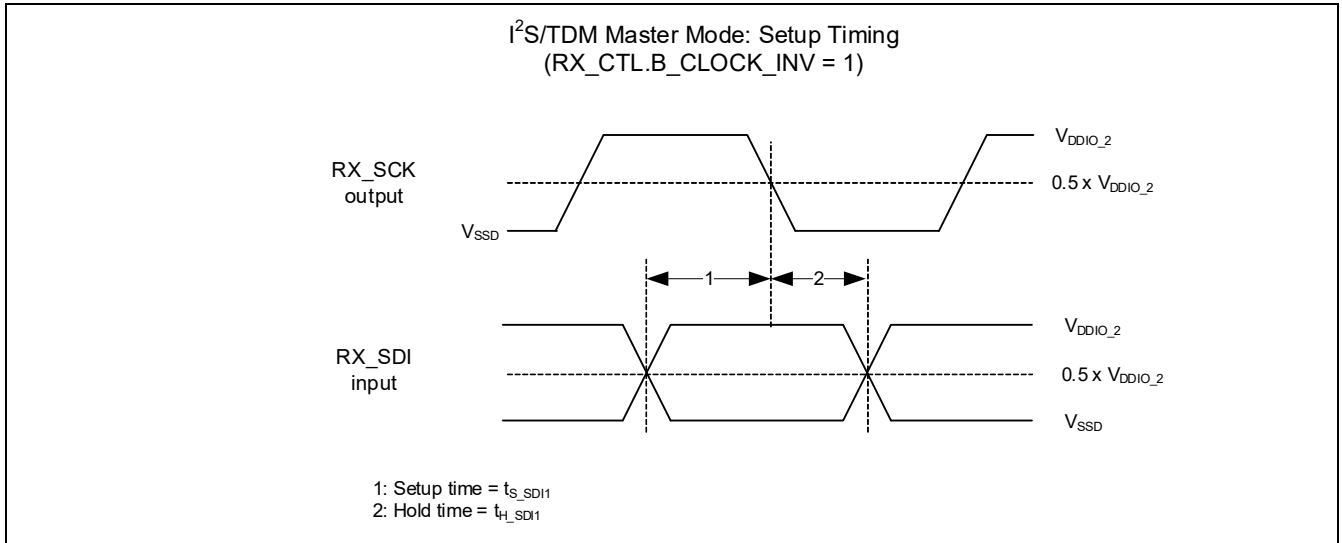 I²S/TDM Master Mode: Setup Timing
(RX_CTL.B_CLOCK_INV = 1)
V_DDIO_2
RX_SCK
output
0.5 x V_DDIO_2
V_SSD
1
2
V_DDIO_2
RX_SDI
input
0.5 x V_DDIO_2
V_SSD
1: Setup time = t_S_SDI1
2: Hold time = t_H_SDI1